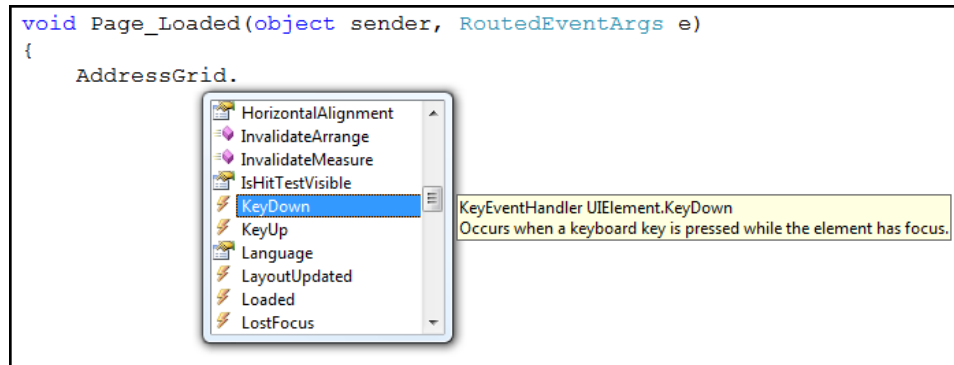 void Page_Loaded(object sender, RoutedEventArgs e)
{
AddressGrid.
HorizontalAlignment
InvalidateArrange
InvalidateMeasure
IsHitTestVisible
KeyDown
KeyEventHandler UIElement.KeyDown
Occurs when a keyboard key is pressed while the element has focus.
KeyUp
Language
LayoutUpdated
Loaded
LostFocus